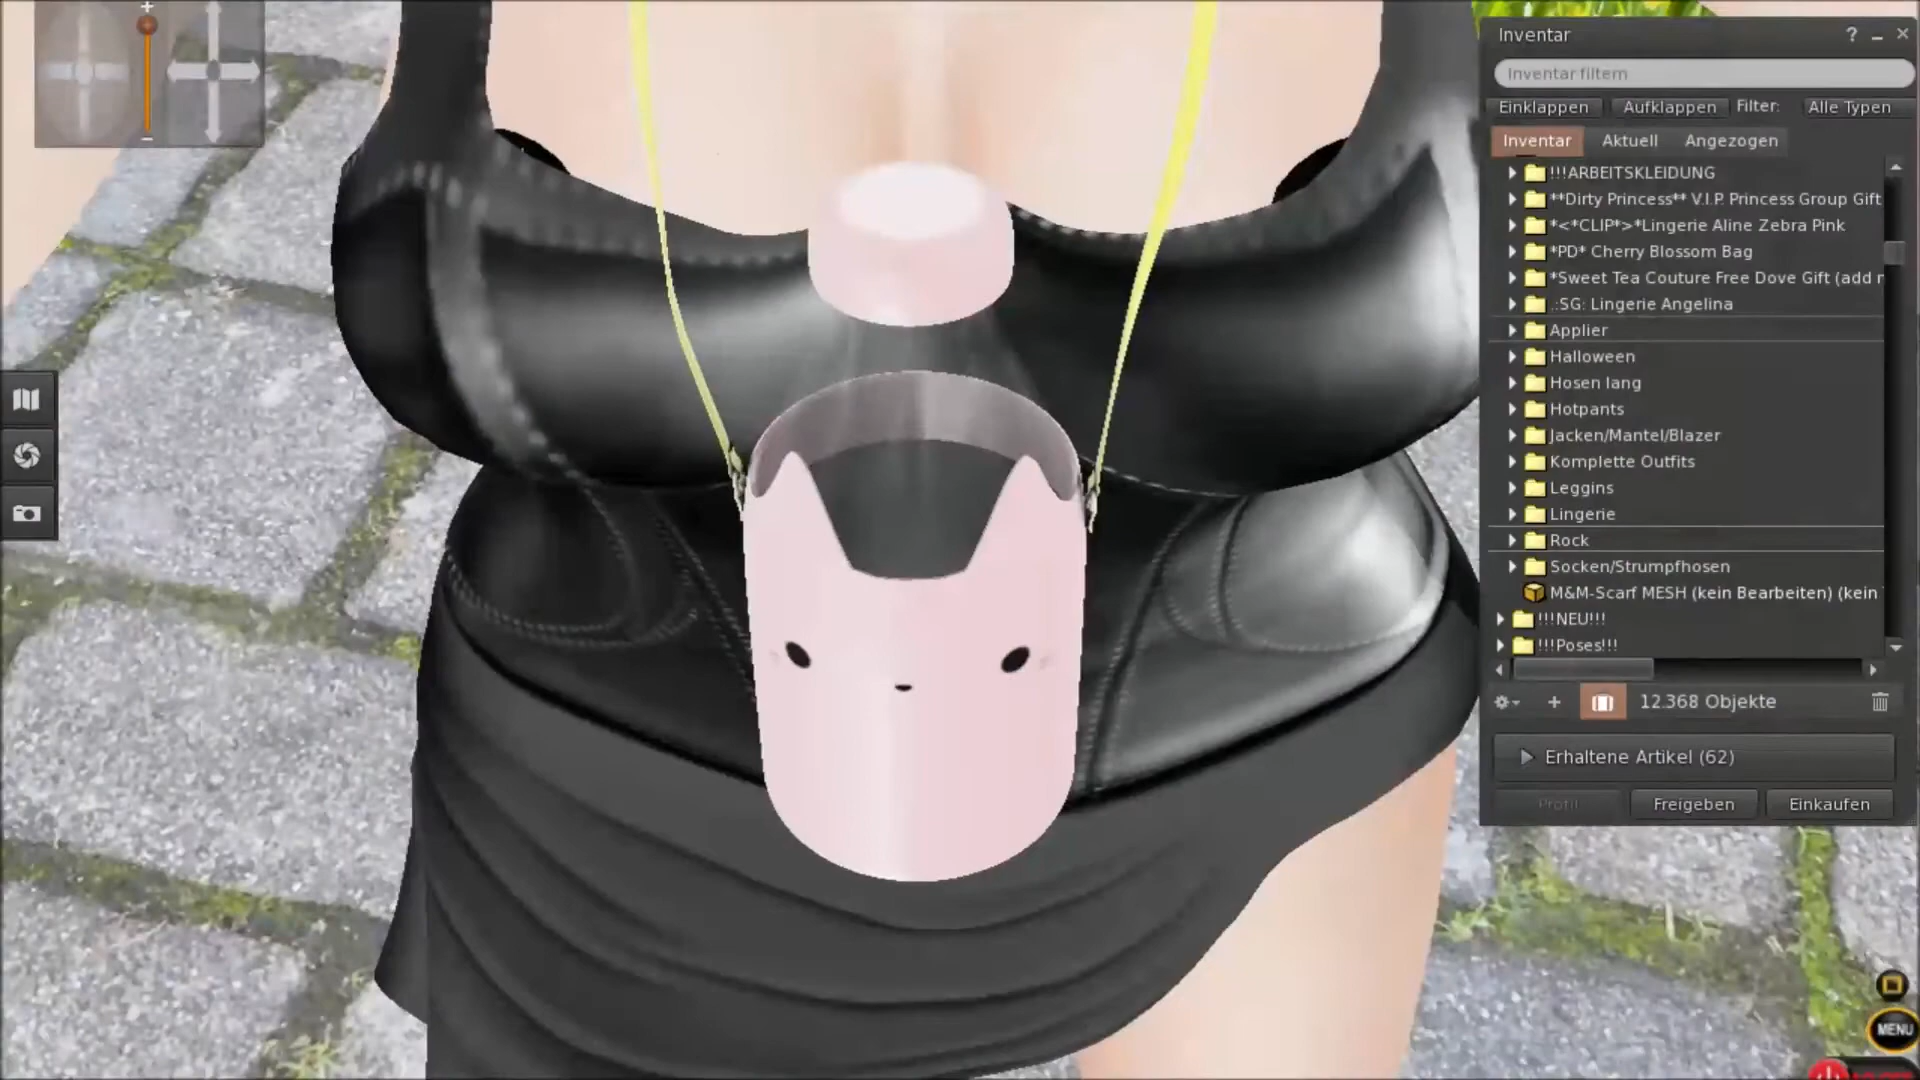 Inventar
Inventar filtern
Einklappen Aufklappen Filter: Alle Typen
Inventar Aktuell Angezogen
!!!ARBEITSKLEIDUNG
**Dirty Princess** V.I.P. Princess Group Gift
*<*CLIP*>*Lingerie Aline Zebra Pink
*PD* Cherry Blossom Bag
*Sweet Tea Couture Free Dove Gift (add
.:SG: Lingerie Angelina
Applier
Halloween
Hosen lang
Hotpants
Jacken/Mantel/Blazer
Komplette Outfits
Leggins
Lingerie
Rock
Socken/Strumpfhosen
M&M-Scarf MESH (kein Bearbeiten) (kein
!!!NEU!!!
!!!Poses!!!
12.368 Objekte
Erhaltene Artikel (62)
Profil Freigeben Einkaufen
MENU